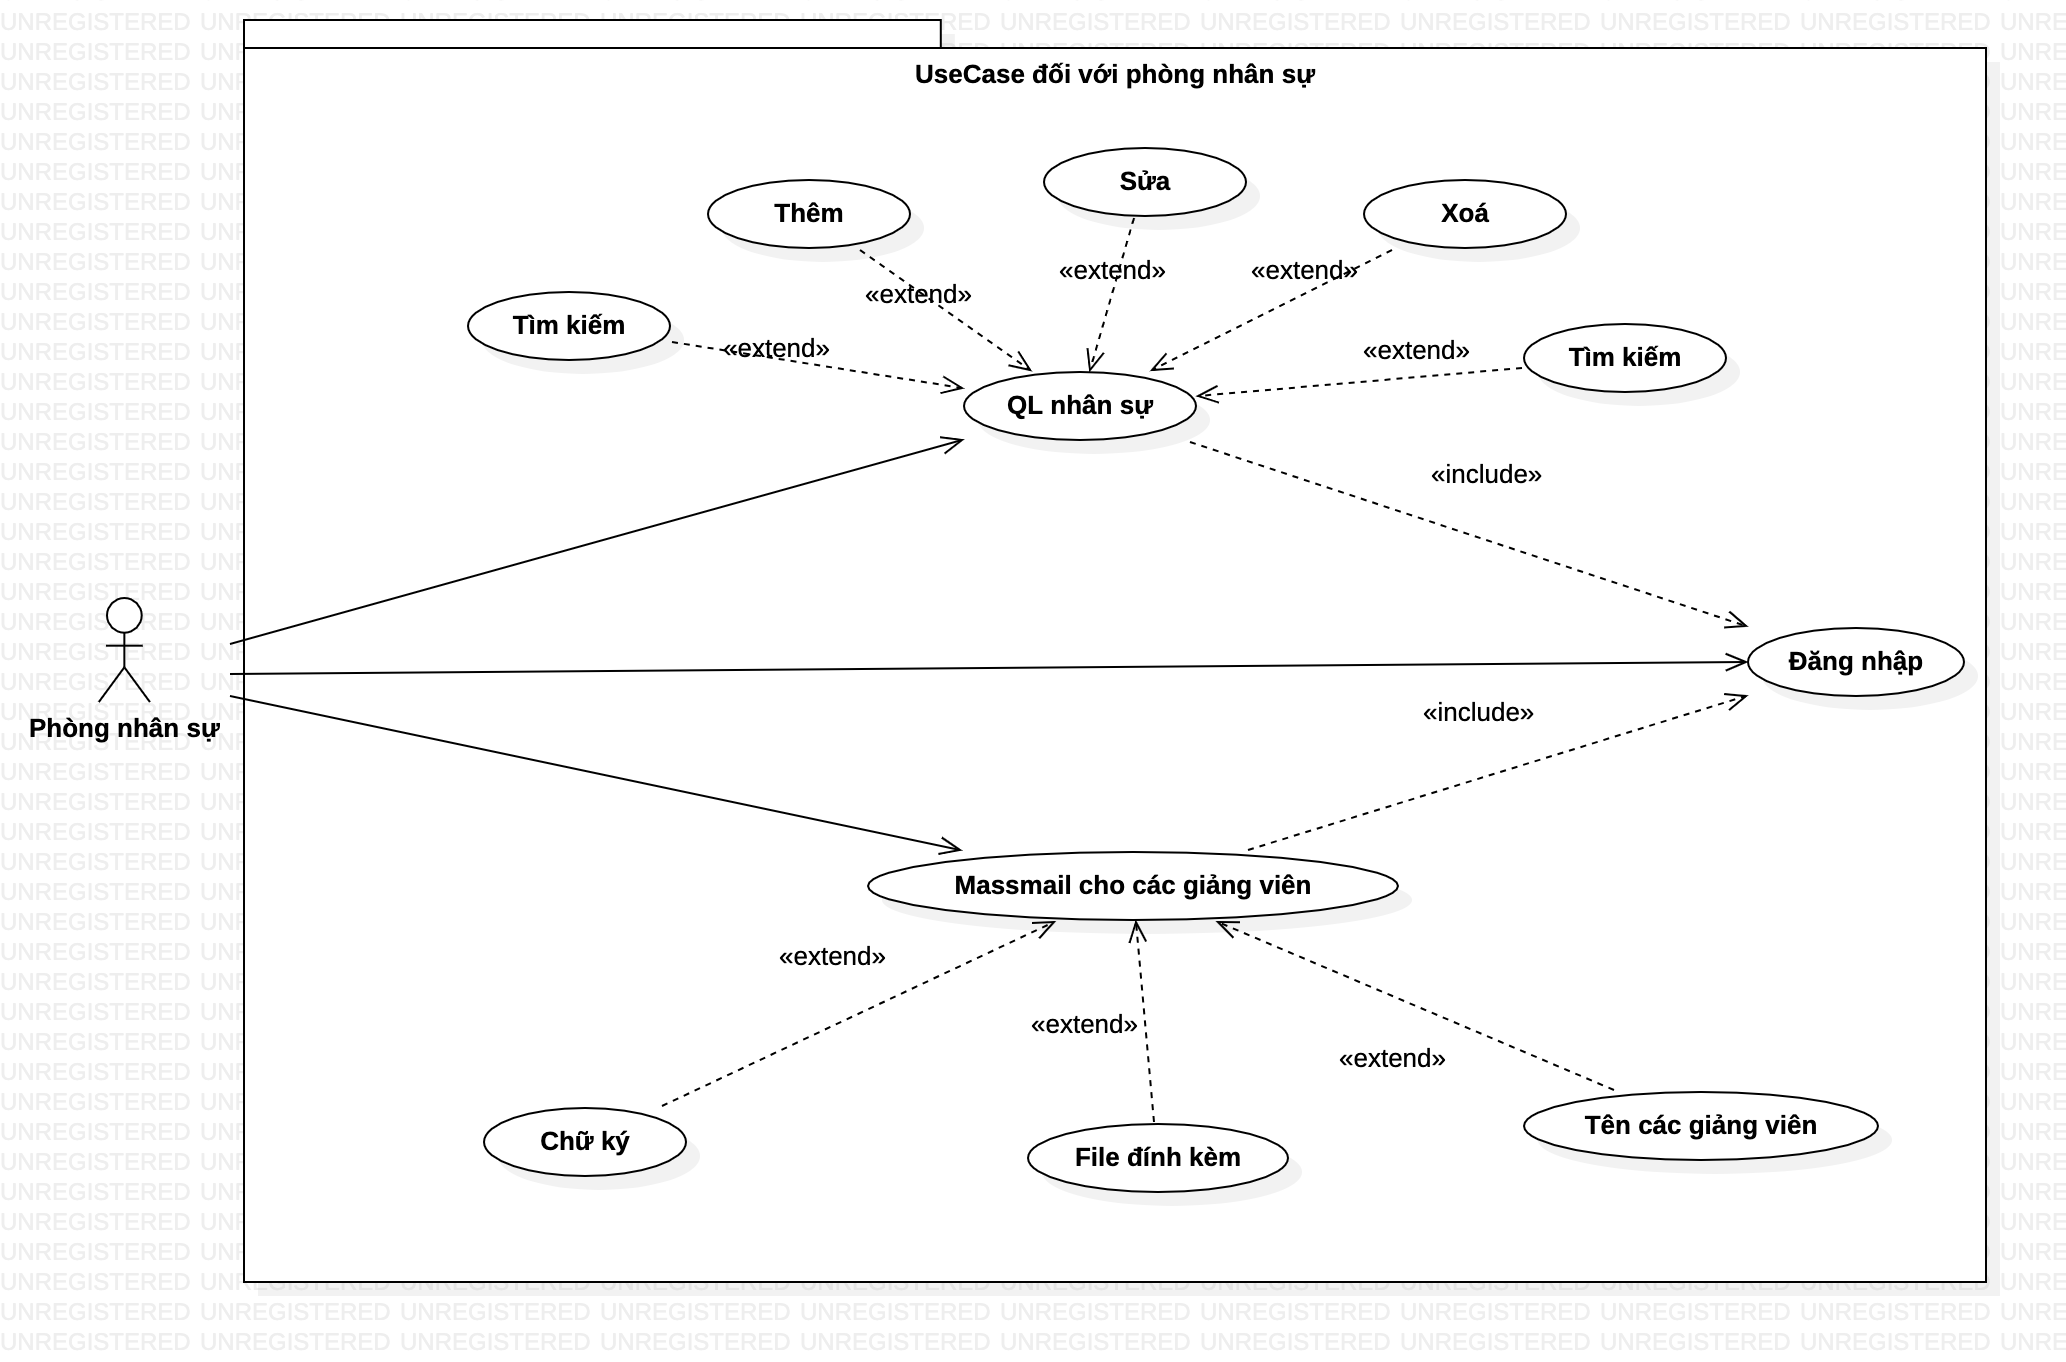 UseCase đối với phòng nhân sự
Sửa
Thêm
Xoá
«extend»
«extend»
«extend»
Tìm kiếm
«extend»
«extend»
Tìm kiếm
QL nhân sự
«include»
Đăng nhập
Phòng nhân sự
«include»
Massmail cho các giảng viên
«extend»
«extend»
«extend»
Chữ ký
File đính kèm
Tên các giảng viên
UNREGISTERED